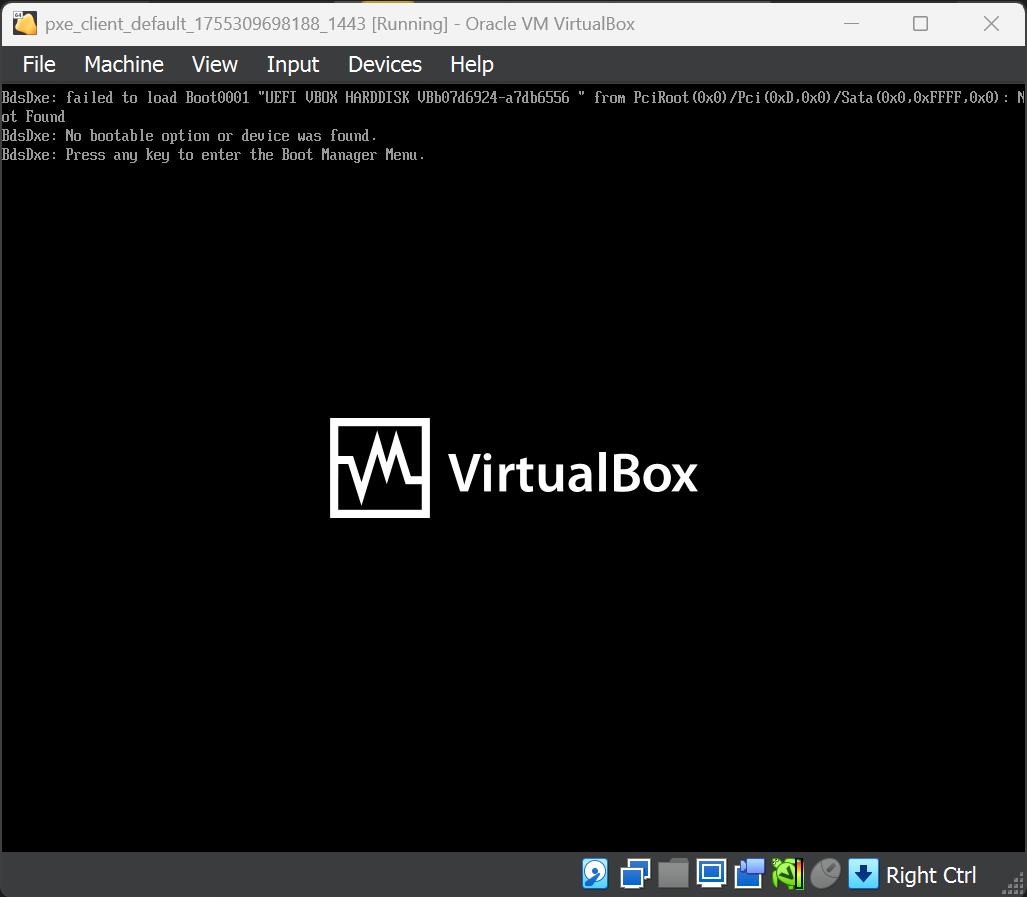 pxe_client_default_1755309698188_1443 [Running] - Oracle VM VirtualBox
File Machine View Input Devices Help
BdsDxe: failed to load Boot0001 "UEFI VBOX HARDDISK VBb07d6924-a7db6556 " from PciRoot(0x0)/Pci(0xD,0x0)/Sata(0x0,0xFFFF,0x0): N
ot Found
BdsDxe: No bootable option or device was found.
BdsDxe: Press any key to enter the Boot Manager Menu.
VirtualBox
Right Ctrl